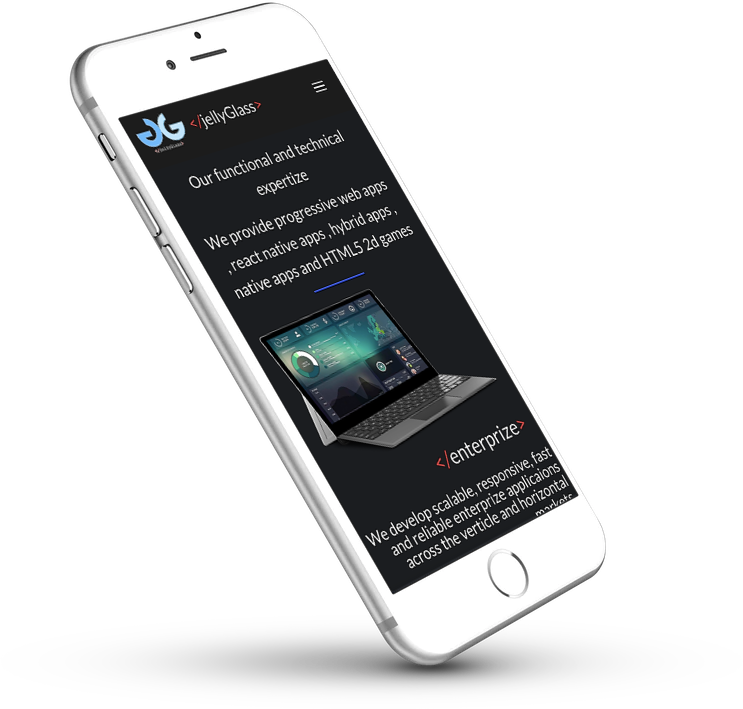 </jellyGlass>
Our functional and technical
expertize
We provide progressive web apps
, react native apps , hybrid apps ,
native apps and HTML5 2d games
</enterprize>
We develop scalable, responsive, fast
and reliable enterprize applicaions
across the verticle and horizontal
markets